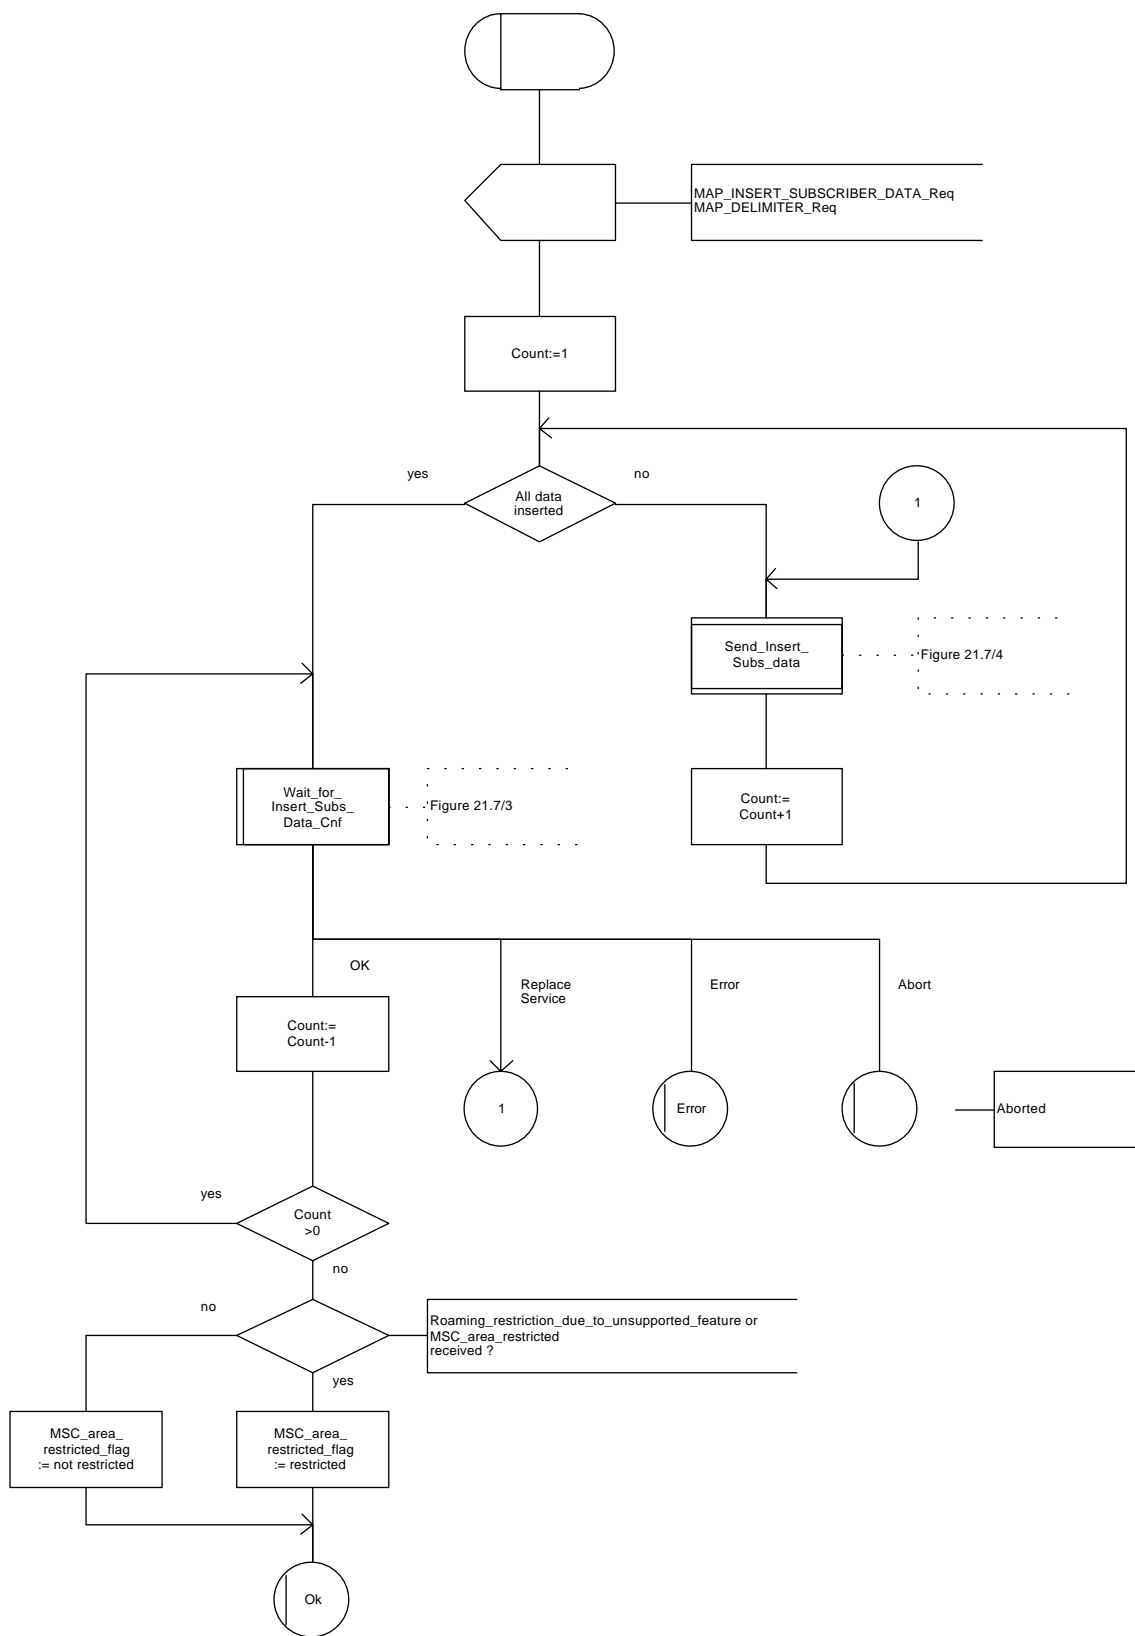 MAP_INSERT_SUBSCRIBER_DATA_Req
MAP_DELIMITER_Req
Count:=1
yes
no
All data
inserted
1
Send_Insert_
Subs_data
Figure 21.7/4
Wait_for_
Insert_Subs_
Data_Cnf
Figure 21.7/3
Count:=
Count+1
OK
Replace
Service
Error
Abort
Count:=
Count-1
1
Error
Aborted
yes
Count
>0
no
no
Roaming_restriction_due_to_unsupported_feature or
MSC_area_restricted
received ?
yes
MSC_area_
restricted_flag
:= not restricted
MSC_area_
restricted_flag
:= restricted
Ok